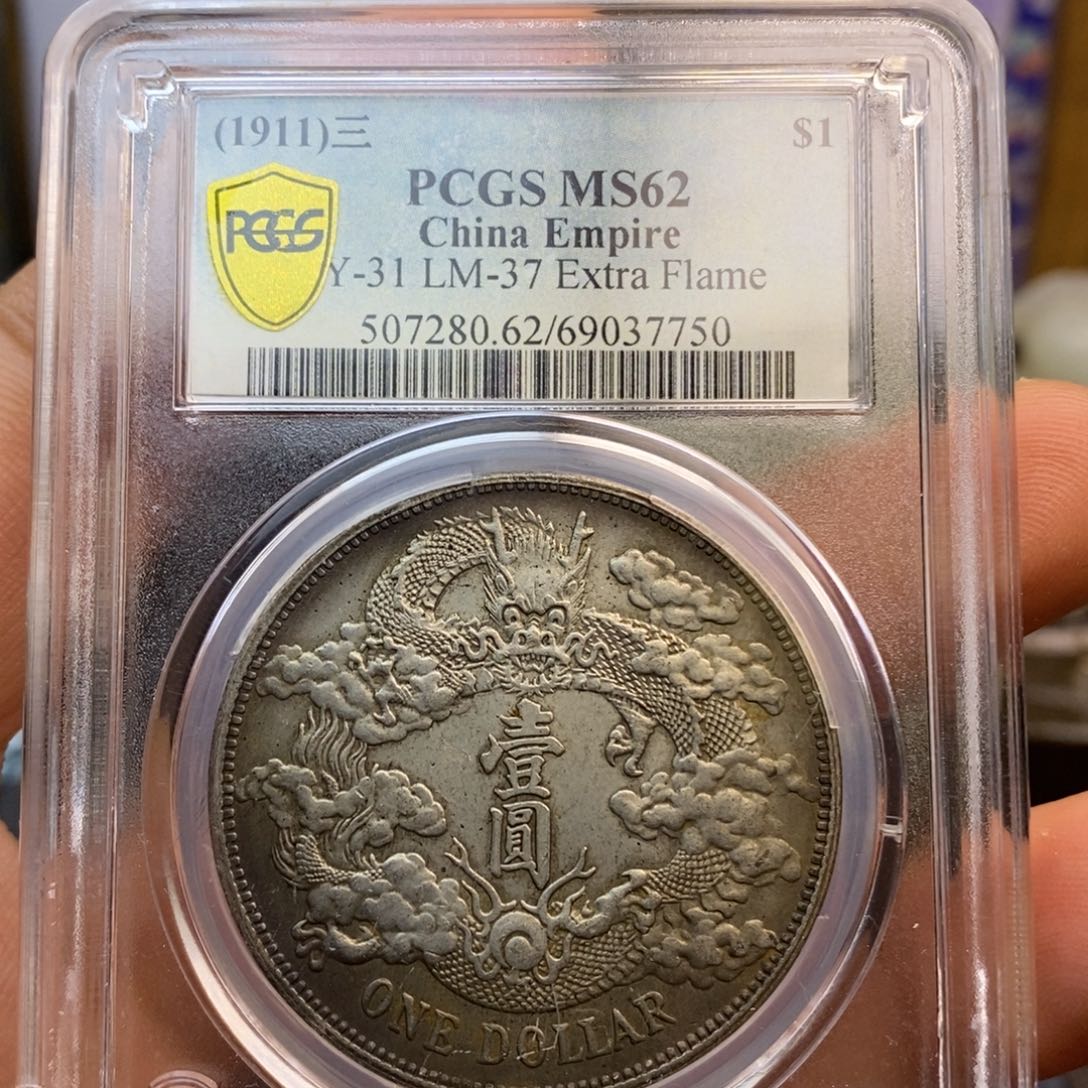 (1911)三 $1
PCGS MS62
China Empire
PCGS
Y-31 LM-37 Extra Flame
507280.62/69037750
壹
圓
ONE DOLLAR